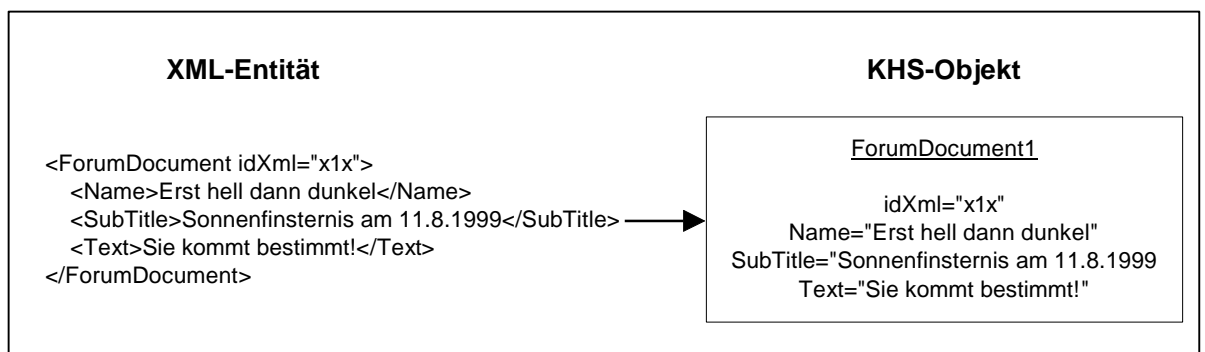 XML-Entität
KHS-Objekt
<ForumDocument idXml="x1x">
<Name>Erst hell dann dunkel</Name>
<SubTitle>Sonnenfinsternis am 11.8.1999</SubTitle>
<Text>Sie kommt bestimmt!</Text>
</ForumDocument>
ForumDocument1
idXml="x1x"
Name="Erst hell dann dunkel"
SubTitle="Sonnenfinsternis am 11.8.1999
Text="Sie kommt bestimmt!"